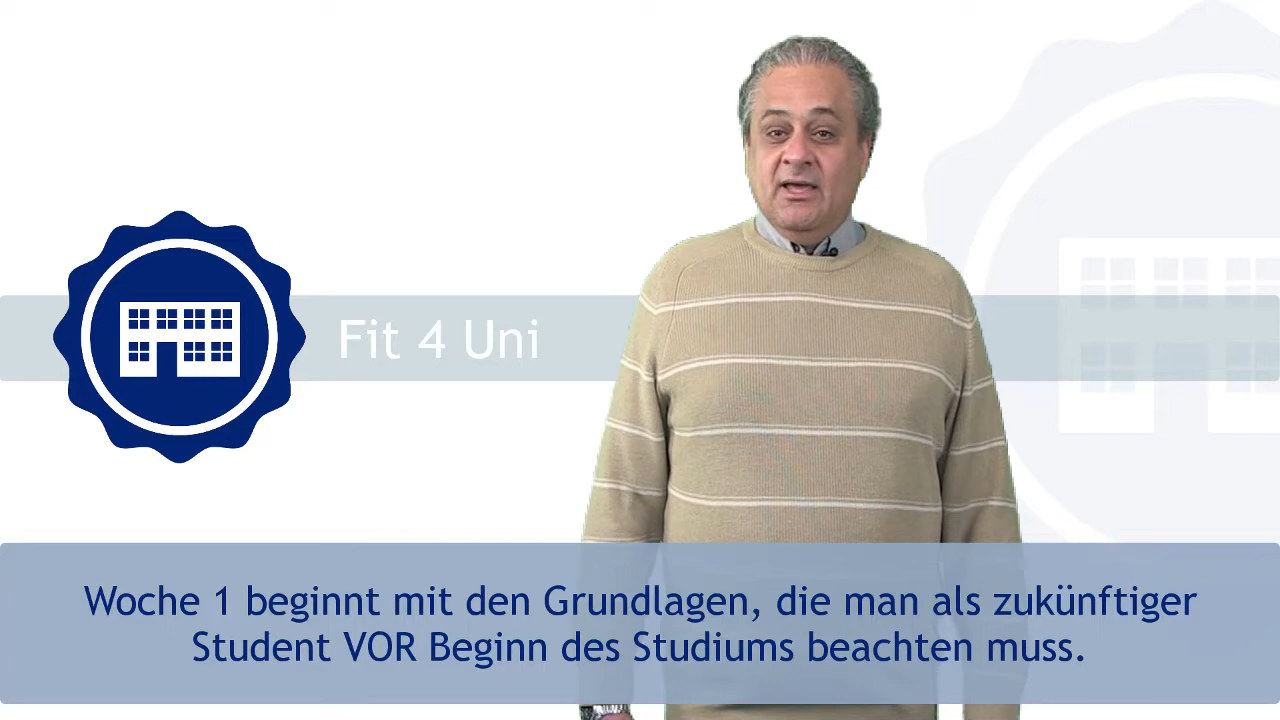 Fit 4 Uni
Woche 1 beginnt mit den Grundlagen, die man als zukünftiger
Student VOR Beginn des Studiums beachten muss.